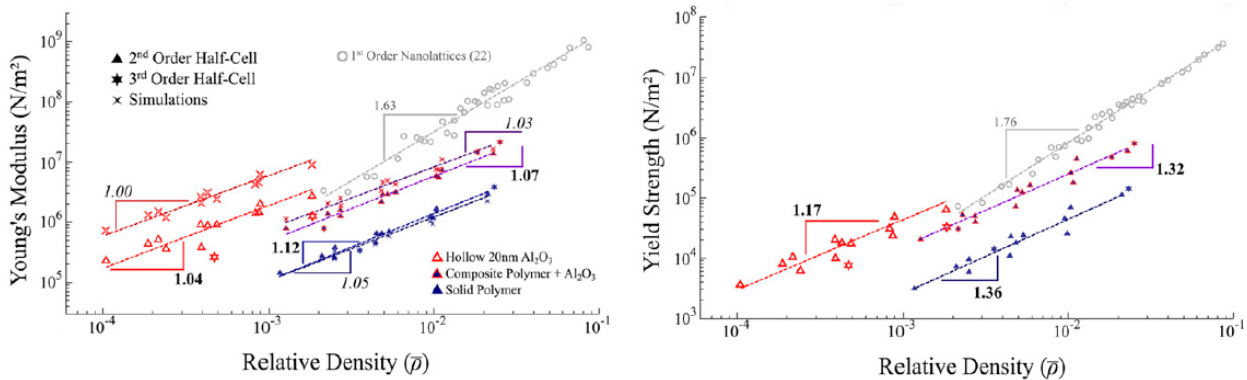 10⁹
10⁸
10⁷
10⁶
10⁵
Young's Modulus (N/m²)
2ⁿᵈ Order Half-Cell
3ʳᵈ Order Half-Cell
Simulations
1ˢᵗ Order Nanolattices (22)
1.63
1.03
1.07
1.00
1.04
1.12
1.05
Hollow 20nm Al₂O₃
Composite Polymer + Al₂O₃
Solid Polymer
10⁻⁴ 10⁻³ 10⁻² 10⁻¹
Relative Density (ρ̅)
10⁷
10⁶
10⁵
10⁴
10³
Yield Strength (N/m²)
1.76
1.32
1.17
1.36
10⁻⁴ 10⁻³ 10⁻² 10⁻¹
Relative Density (ρ̅)